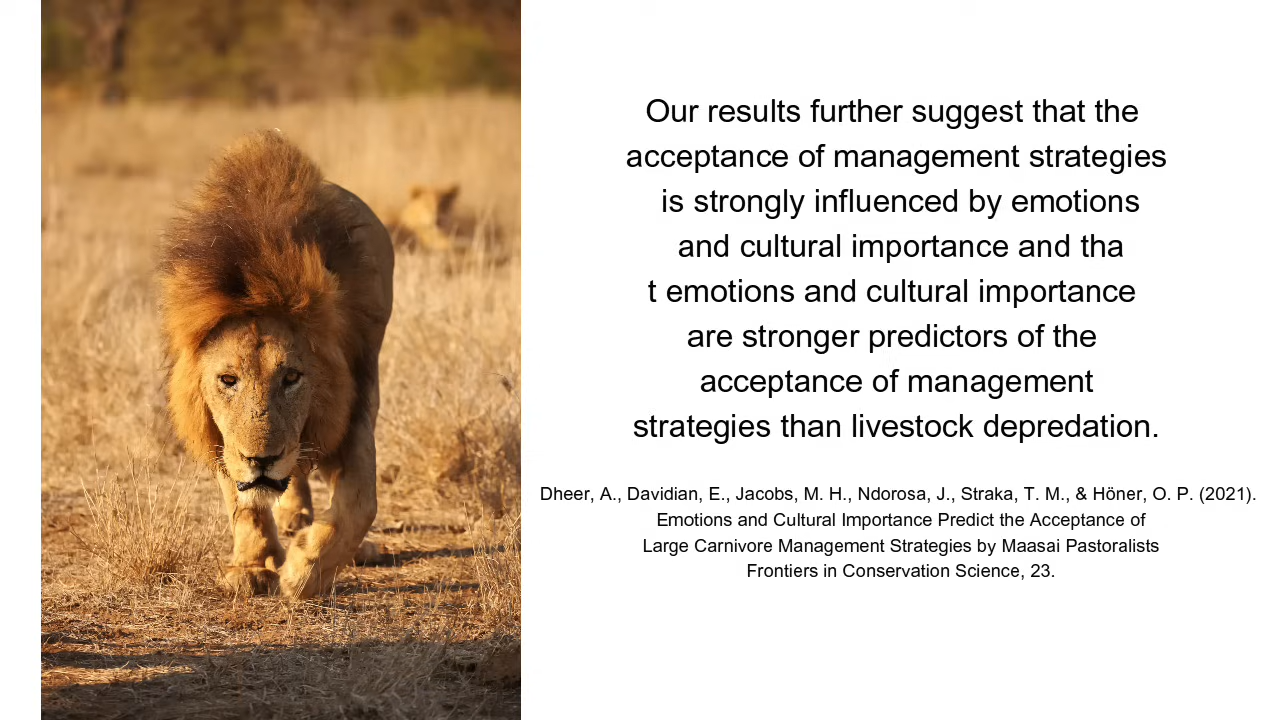 Our results further suggest that the
acceptance of management strategies
is strongly influenced by emotions
and cultural importance and tha
t emotions and cultural importance
are stronger predictors of the
acceptance of management
strategies than livestock depredation.
Dheer, A., Davidian, E., Jacobs, M. H., Ndorosa, J., Straka, T. M., & Höner, O. P. (2021).
Emotions and Cultural Importance Predict the Acceptance of
Large Carnivore Management Strategies by Maasai Pastoralists
Frontiers in Conservation Science, 23.